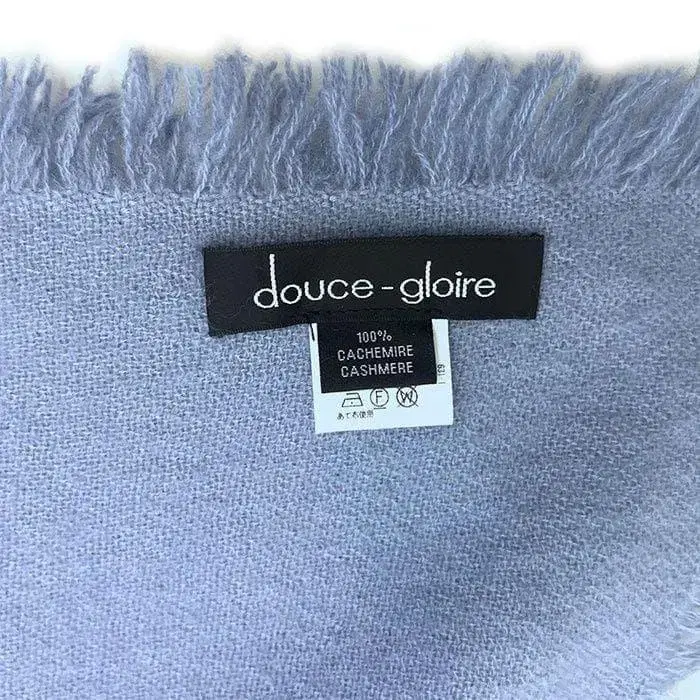 douce-gloire
100%
CACHEMIRE
CASHMERE
F W
あて布使用